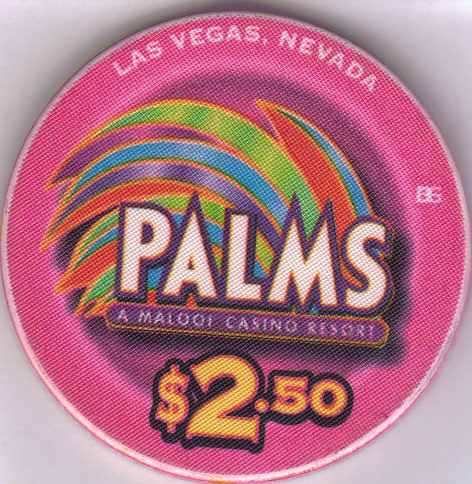 LAS VEGAS, NEVADA
BG
PALMS
A MALOOF CASINO RESORT
$2.50